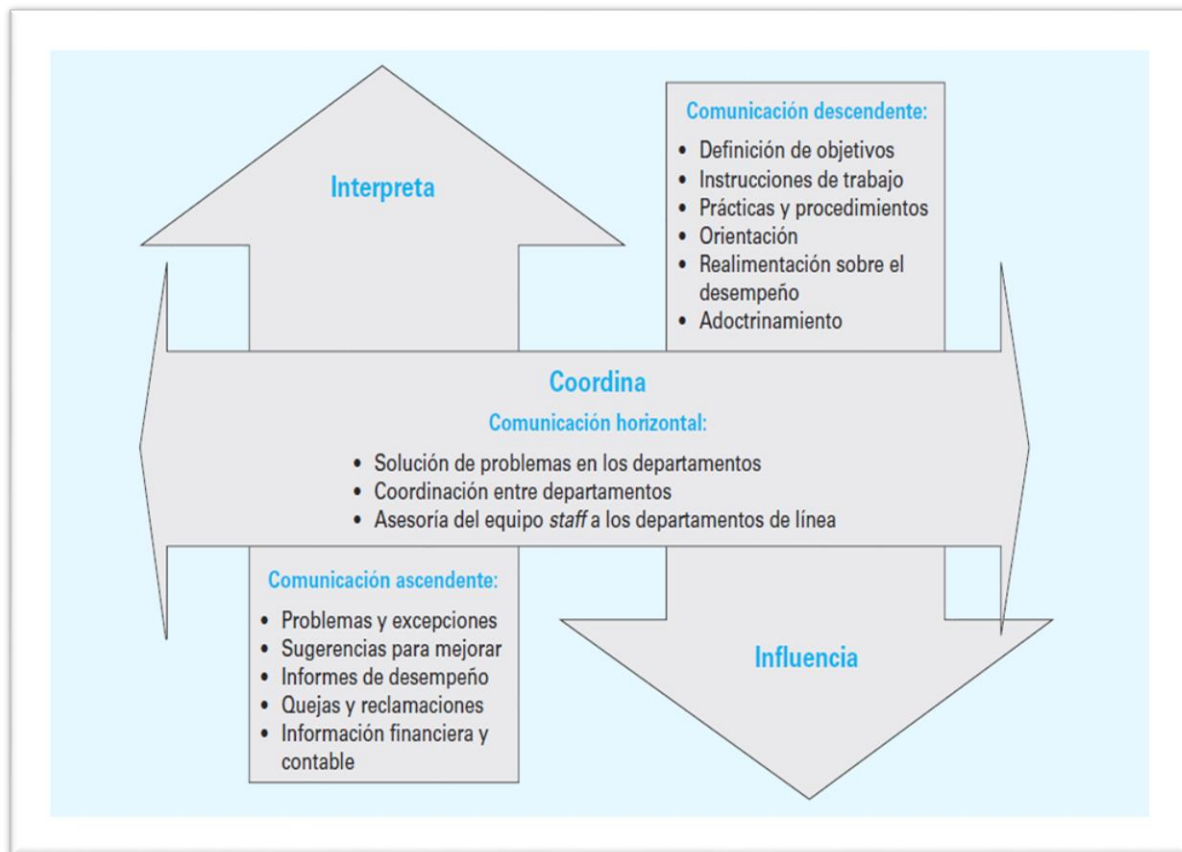 Interpreta
Comunicación descendente:
• Definición de objetivos
• Instrucciones de trabajo
• Prácticas y procedimientos
• Orientación
• Realimentación sobre el
desempeño
• Adoctrinamiento
Coordina
Comunicación horizontal:
• Solución de problemas en los departamentos
• Coordinación entre departamentos
• Asesoría del equipo staff a los departamentos de línea
Comunicación ascendente:
• Problemas y excepciones
• Sugerencias para mejorar
• Informes de desempeño
• Quejas y reclamaciones
• Información financiera y
contable
Influencia